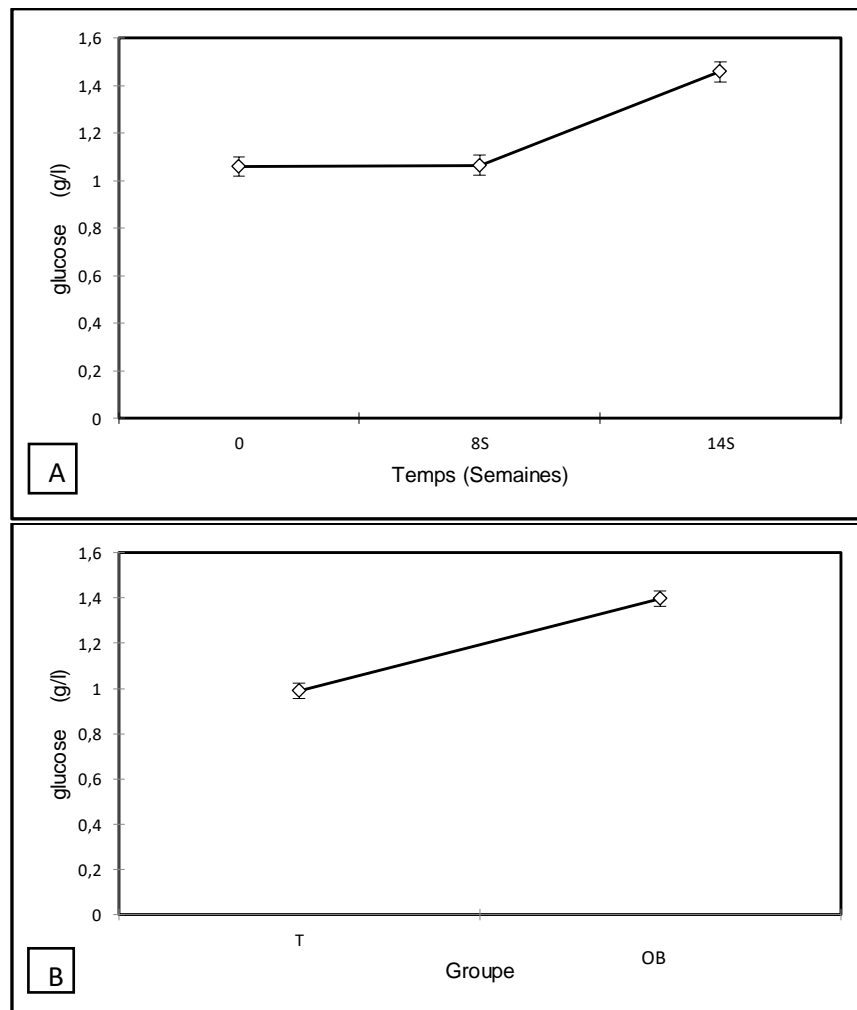 1,6
1,4
1,2
1
0,8
0,6
0,4
0,2
0
glucose (g/l)
0 8S 14S
Temps (Semaines)
A
1,6
1,4
1,2
1
0,8
0,6
0,4
0,2
0
glucose (g/l)
T OB
Groupe
B